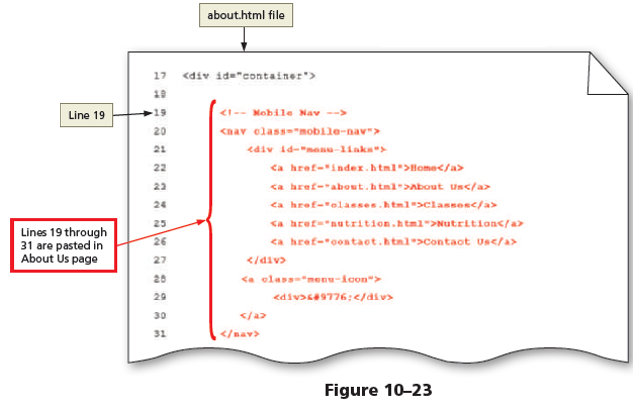 about.html file
17 <div id="container">
18
Line 19
19 <!-- Mobile Nav -->
20 <nav class="mobile-nav">
21 <div id="menu-links">
22 <a href="index.html">Home</a>
23 <a href="about.html">About Us</a>
24 <a href="classes.html">Classes</a>
25 <a href="nutrition.html">Nutrition</a>
26 <a href="contact.html">Contact Us</a>
27 </div>
28 <a class="menu-icon">
29 <div>&#9776;</div>
30 </a>
31 </nav>
Lines 19 through
31 are pasted in
About Us page
Figure 10–23